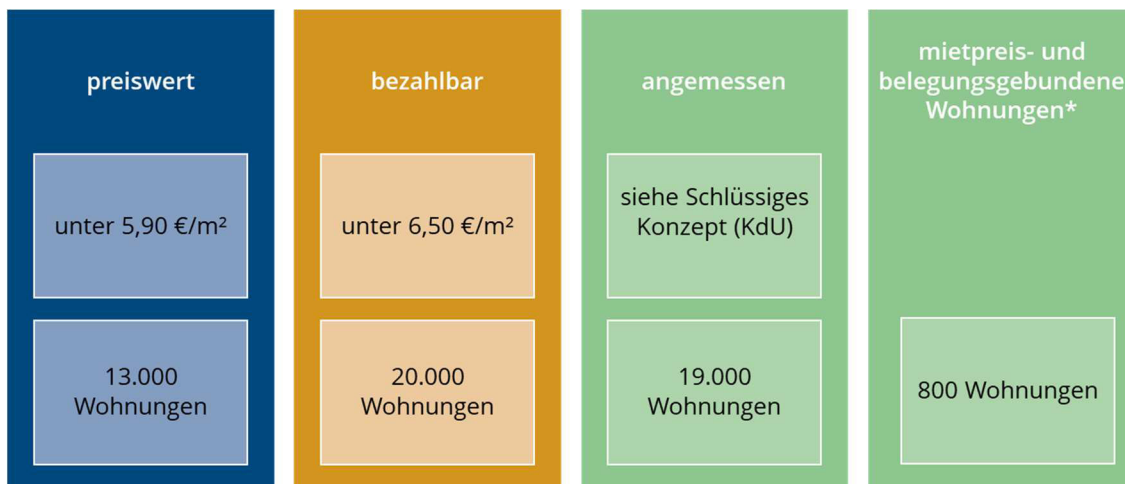 preiswert
unter 5,90 €/m²
13.000
Wohnungen
bezahlbar
unter 6,50 €/m²
20.000
Wohnungen
angemessen
siehe Schlüssiges
Konzept (KdU)
19.000
Wohnungen
mietpreis- und
belegungsgebundene
Wohnungen*
800 Wohnungen